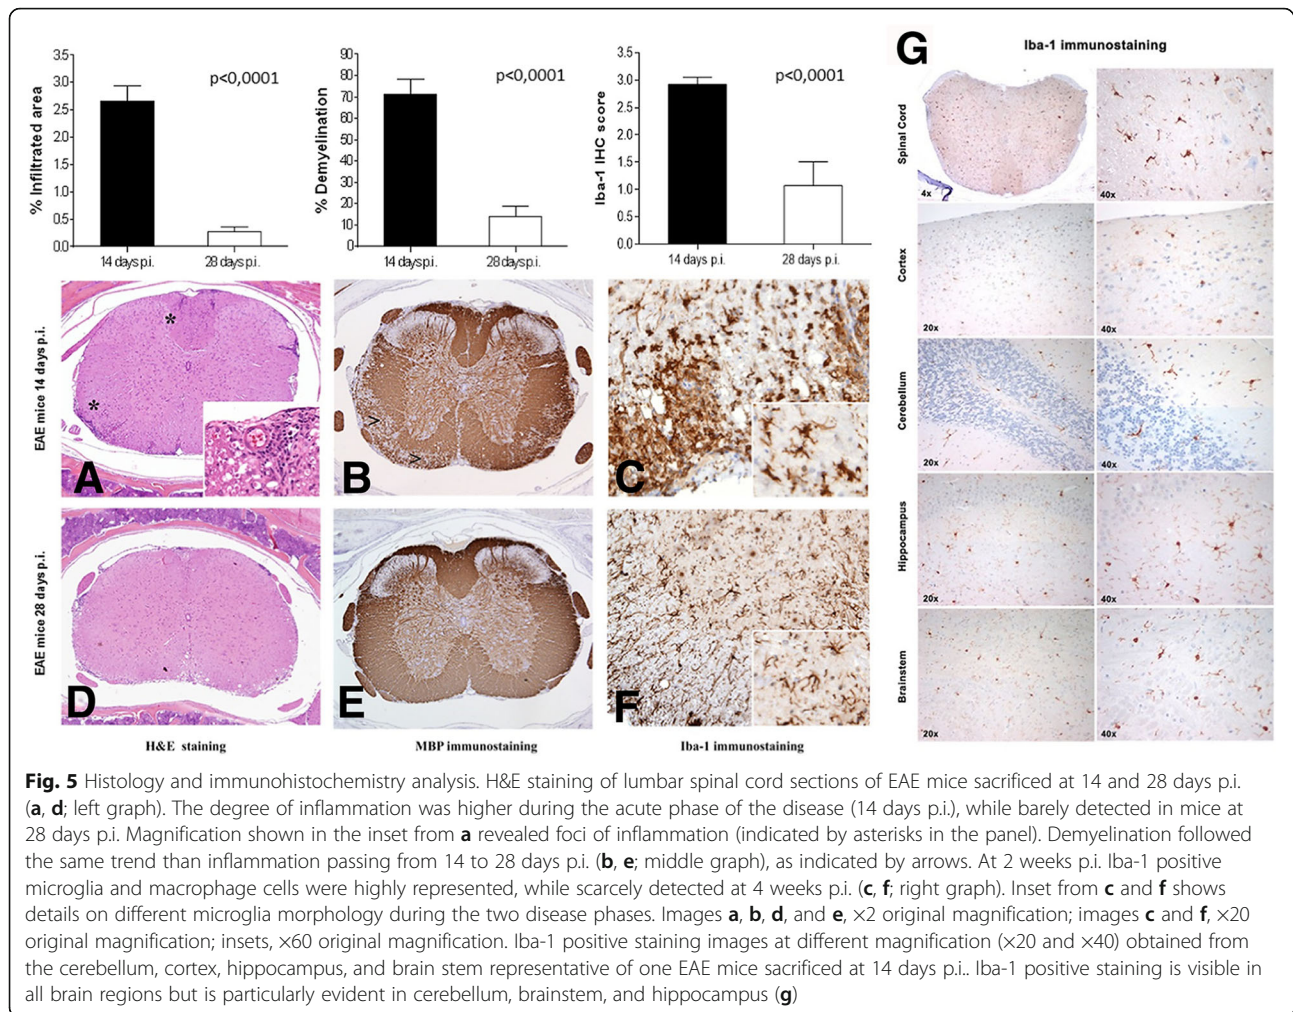 % Infiltrated area
3.5
3.0
2.5
2.0
1.5
1.0
0.5
0.0
p<0,0001
14 days p.i.
28 days p.i.
% Demyelination
90
80
70
60
50
40
30
20
10
0
p<0,0001
14 days p.i.
28 days p.i.
Iba-1 IHC score
3.5
3.0
2.5
2.0
1.5
1.0
0.5
0.0
p<0,0001
14 days p.i.
28 days p.i.
EAE mice 14 days p.i.
*
*
A
>
>
B
C
EAE mice 28 days p.i.
D
E
F
H&E staining
MBP immunostaining
Iba-1 immunostaining
G
Iba-1 immunostaining
Spinal Cord
4x
40x
Cortex
20x
40x
Cerebellum
20x
40x
Hippocampus
20x
40x
Brainstem
20x
40x
Fig. 5 Histology and immunohistochemistry analysis. H&E staining of lumbar spinal cord sections of EAE mice sacrificed at 14 and 28 days p.i.
(a, d; left graph). The degree of inflammation was higher during the acute phase of the disease (14 days p.i.), while barely detected in mice at
28 days p.i. Magnification shown in the inset from a revealed foci of inflammation (indicated by asterisks in the panel). Demyelination followed
the same trend than inflammation passing from 14 to 28 days p.i. (b, e; middle graph), as indicated by arrows. At 2 weeks p.i. Iba-1 positive
microglia and macrophage cells were highly represented, while scarcely detected at 4 weeks p.i. (c, f; right graph). Inset from c and f shows
details on different microglia morphology during the two disease phases. Images a, b, d, and e, ×2 original magnification; images c and f, ×20
original magnification; insets, ×60 original magnification. Iba-1 positive staining images at different magnification (×20 and ×40) obtained from
the cerebellum, cortex, hippocampus, and brain stem representative of one EAE mice sacrificed at 14 days p.i.. Iba-1 positive staining is visible in
all brain regions but is particularly evident in cerebellum, brainstem, and hippocampus (g)